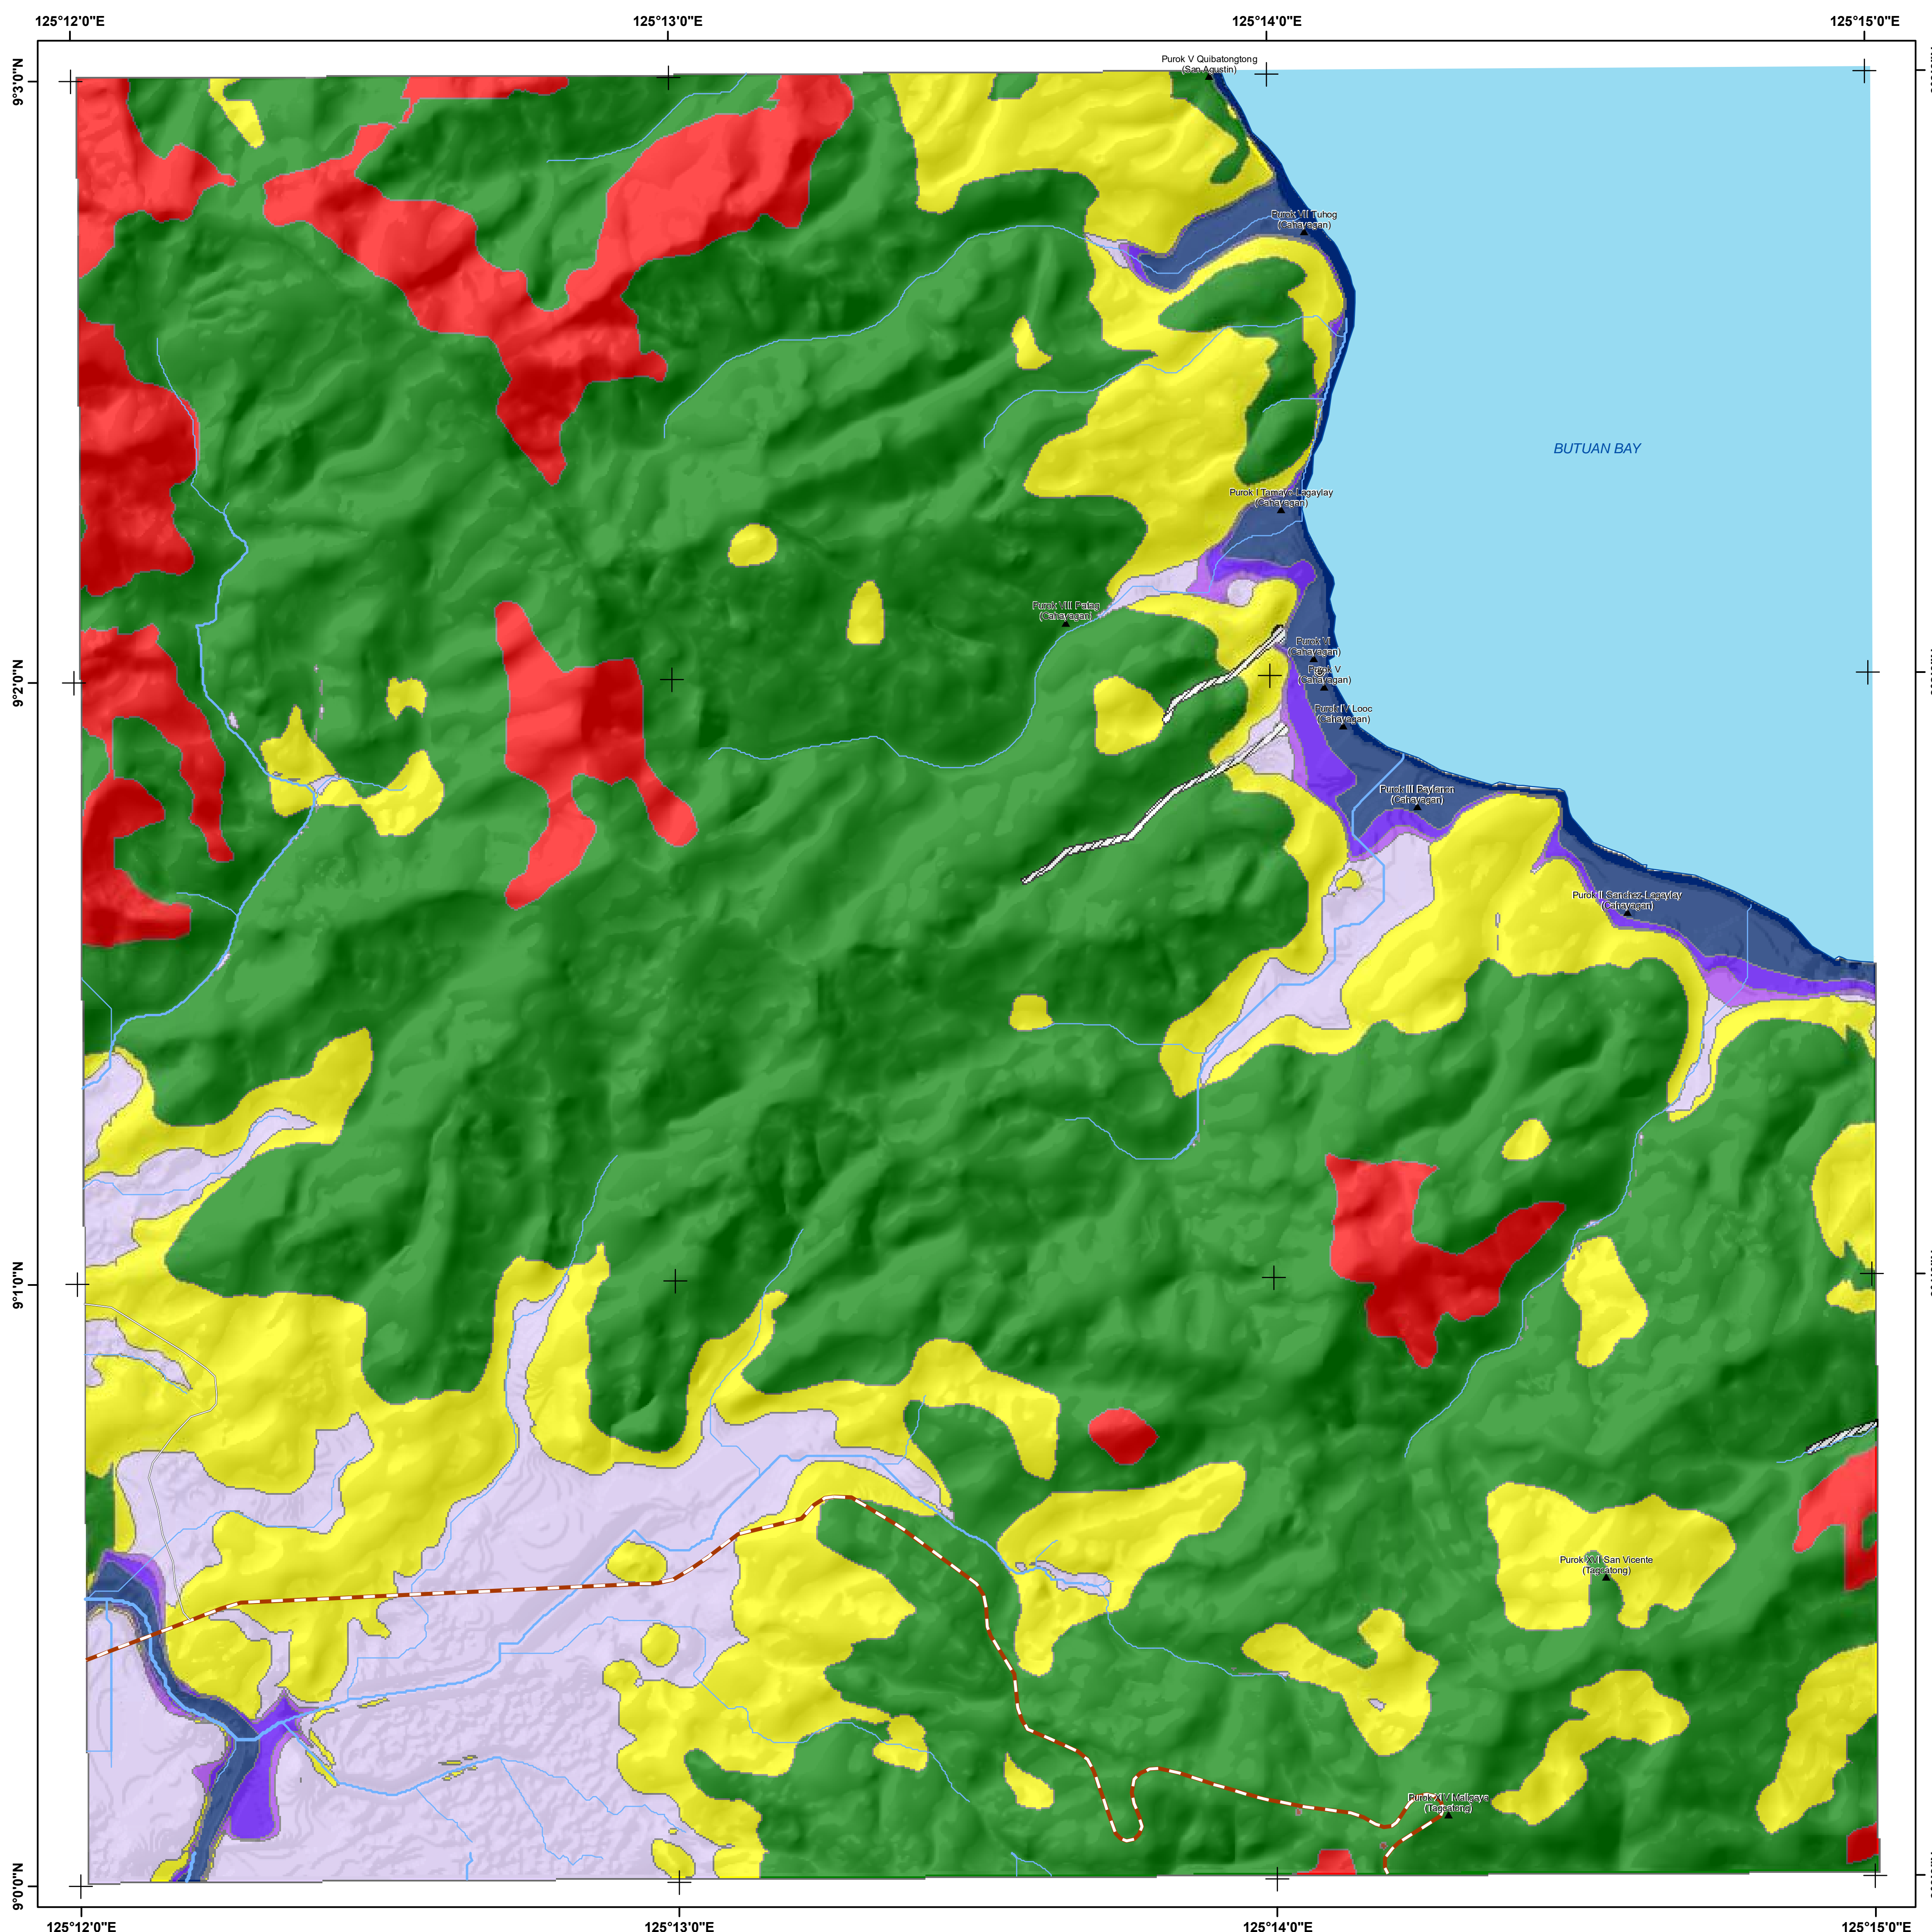 125°12'0"E
125°13'0"E
125°14'0"E
125°15'0"E
9°3'0"N
Purok V Quibatongtong
(San Agustin)
Purok VII Tuhog
(Cahayagan)
BUTUAN BAY
Purok I Tamayo-Lagaylay
(Cahayagan)
Purok VIII Patag
(Cahayagan)
Purok VI
(Cahayagan)
9°2'0"N
Purok V
(Cahayagan)
Purok IV Looc
(Cahayagan)
Purok III Baylanan
(Cahayagan)
Purok II Sanchez-Lagaylay
(Cahayagan)
9°1'0"N
Purok XVI San Vicente
(Tagcatong)
Purok XIV Maligaya
(Tagcatong)
9°0'0"N
125°12'0"E
125°13'0"E
125°14'0"E
125°15'0"E